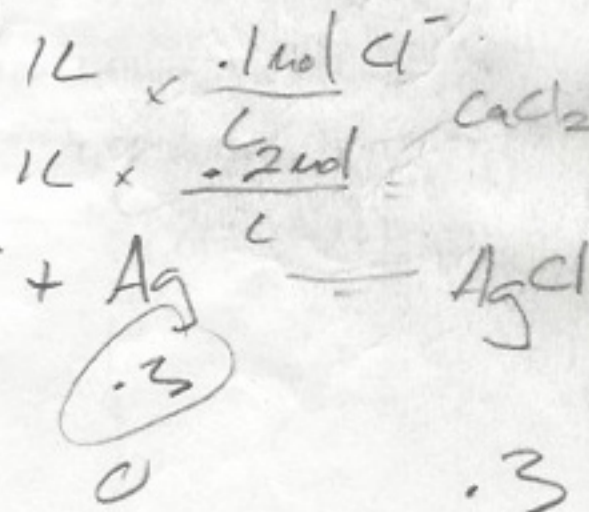 1L x .1mol Cl⁻
L
CaCl₂
1L x .2mol =
L
+ Ag = AgCl
.3
0 .3